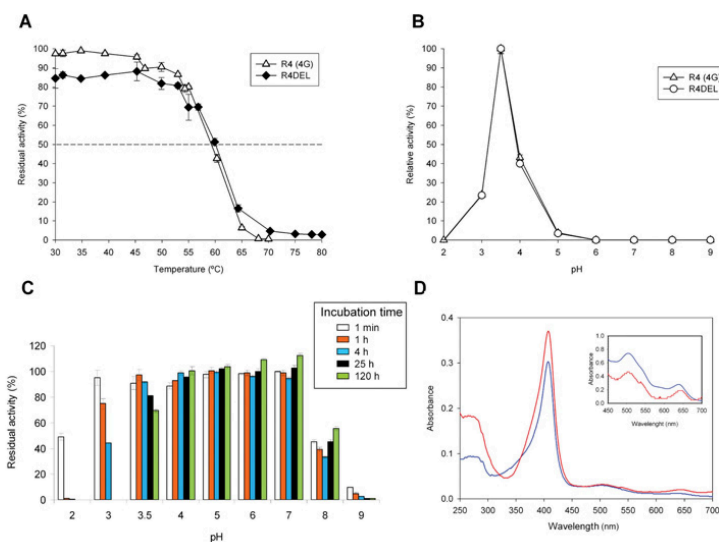 A
100
90
80
70
60
50
40
30
20
10
0
Residual activity (%)
30 35 40 45 50 55 60 65 70 75 80
Temperature (ºC)
R4 (4G)
R4DEL
B
100
90
80
70
60
50
40
30
20
10
0
Relative activity (%)
2 3 4 5 6 7 8 9
pH
R4 (4G)
R4DEL
C
Incubation time
1 min
1 h
4 h
25 h
120 h
120
100
80
60
40
20
0
Residual activity (%)
2 3 3.5 4 5 6 7 8 9
pH
D
0.4
0.3
0.2
0.1
0.0
Absorbance
250 300 350 400 450 500 550 600 650 700
Wavelength (nm)
1.0
0.8
0.6
0.4
0.2
0.0
Absorbance
450 500 550 600 650 700
Wavelenght (nm)